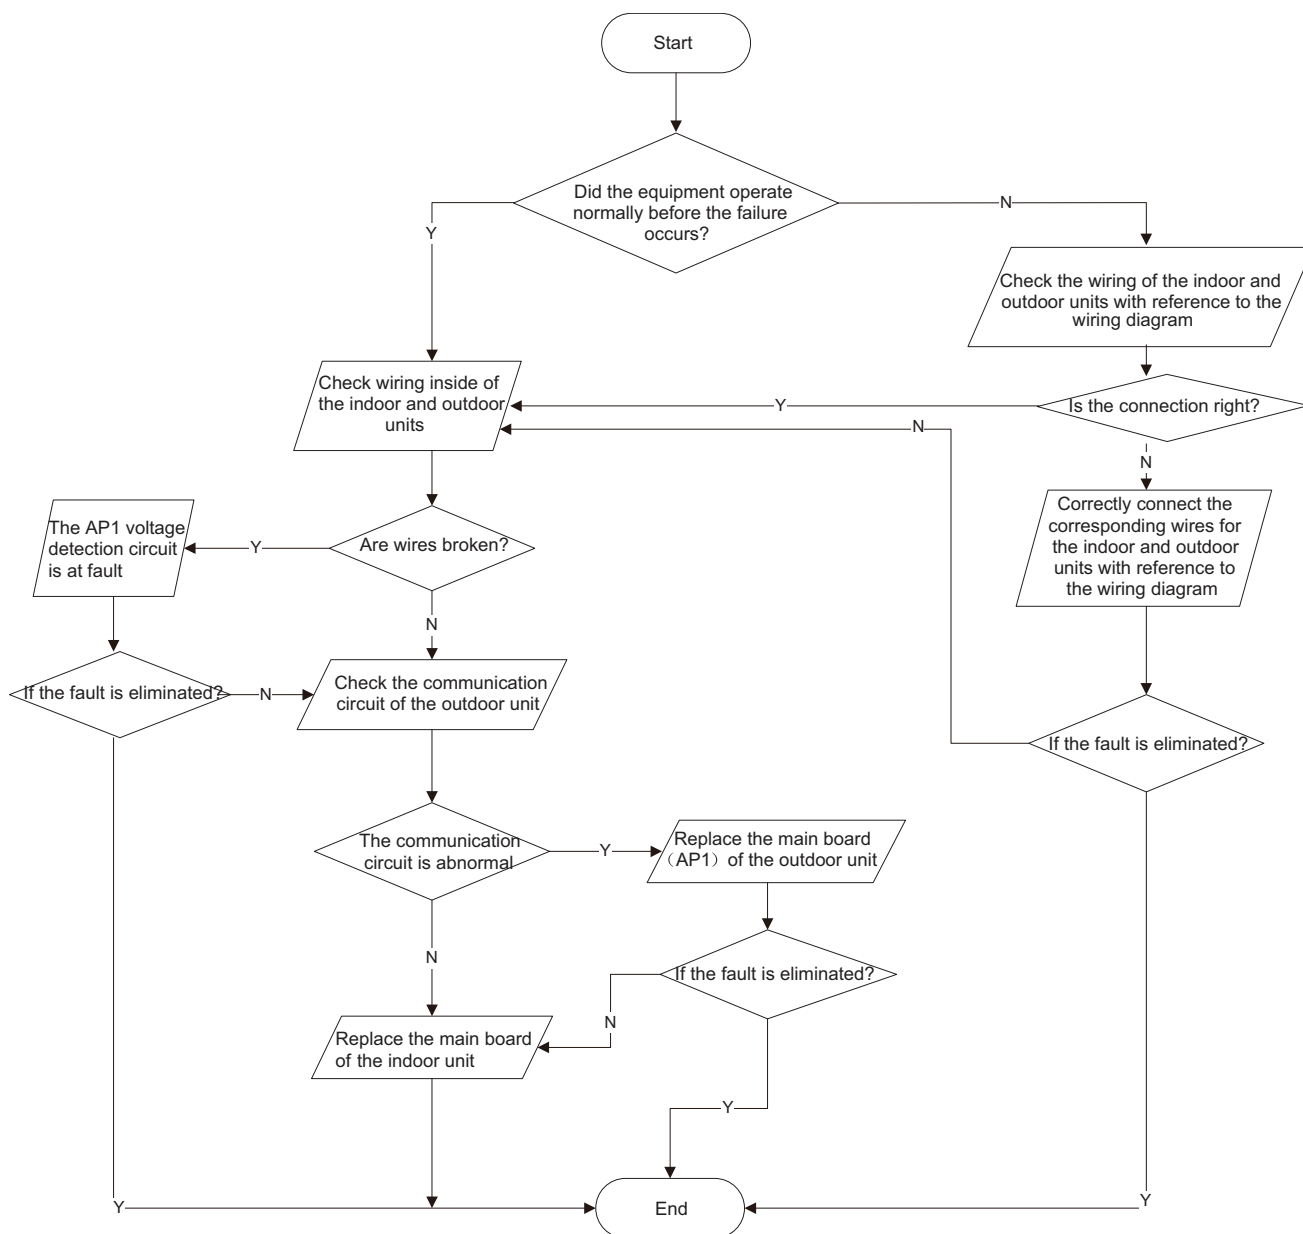 Start
Did the equipment operate
normally before the failure
occurs?
N
Y
Check the wiring of the indoor and
outdoor units with reference to the
wiring diagram
Check wiring inside of
the indoor and outdoor
units
Y
Is the connection right?
N
N
Correctly connect the
corresponding wires for
the indoor and outdoor
units with reference to
the wiring diagram
The AP1 voltage
detection circuit
is at fault
Y
Are wires broken?
N
If the fault is eliminated?
N
Check the communication
circuit of the outdoor unit
If the fault is eliminated?
The communication
circuit is abnormal
Y
Replace the main board
（AP1）of the outdoor unit
N
If the fault is eliminated?
N
Replace the main board
of the indoor unit
Y
Y
End
Y